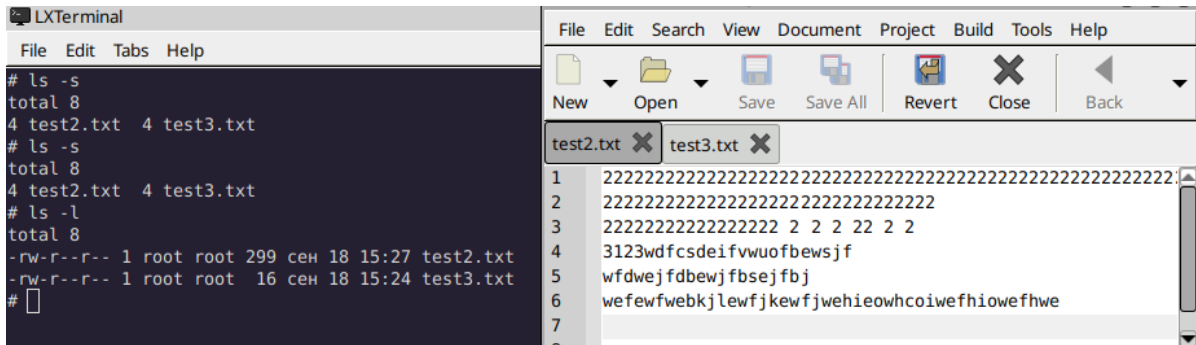 LXTerminal
File Edit Tabs Help
# ls -s
total 8
4 test2.txt  4 test3.txt
# ls -s
total 8
4 test2.txt  4 test3.txt
# ls -l
total 8
-rw-r--r-- 1 root root 299 сен 18 15:27 test2.txt
-rw-r--r-- 1 root root  16 сен 18 15:24 test3.txt
#
File Edit Search View Document Project Build Tools Help
New Open Save Save All Revert Close Back
test2.txt test3.txt
1
2
3 22222222222222222 2 2 2 22 2 2
4 3123wdfcsdeifvwuofbewsjf
5 wfdwejfdbewjfbsejfbj
6 wefewfwebkjlewfjkewfjwehieowhcoiwefhiowefhwe
7